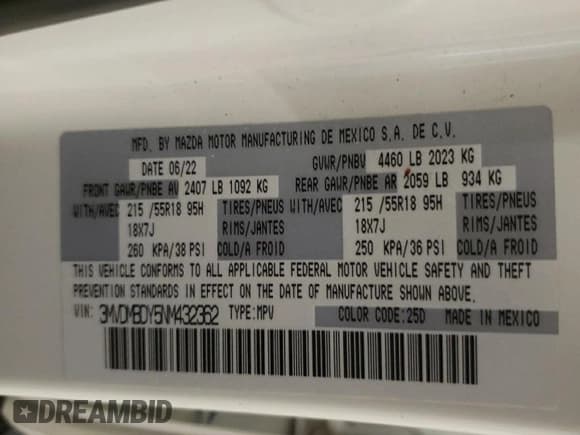 MFD. BY MAZDA MOTOR MANUFACTURING DE MEXICO S.A. DE C.V.
DATE 06/22 GVWR/PNBV 4460 LB 2023 KG
FRONT GAWR/PNBE AV 2407 LB 1092 KG REAR GAWR/PNBE AR 2059 LB 934 KG
WITH/AVEC 215 /55R18 95H TIRES/PNEUS WITH/AVEC 215 /55R18 95H TIRES/PNEUS
18X7J RIMS/JANTES 18X7J RIMS/JANTES
260 KPA/38 PSI COLD/A FROID 250 KPA/36 PSI COLD/A FROID
THIS VEHICLE CONFORMS TO ALL APPLICABLE FEDERAL MOTOR VEHICLE SAFETY AND THEFT
PREVENTION STANDARDS IN EFFECT ON THE DATE OF MANUFACTURE SHOWN ABOVE.
VIN: 3MVDMBDY5NM432362 TYPE:MPV COLOR CODE:25D MADE IN MEXICO
DREAMBID